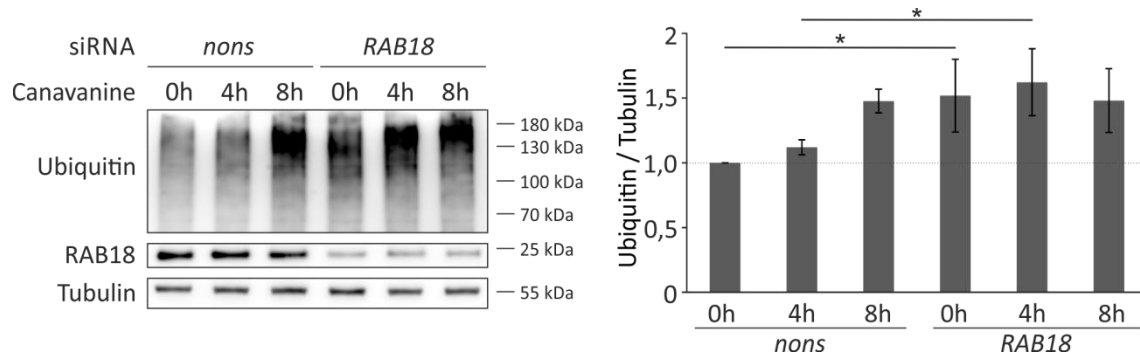 siRNA nons RAB18
Canavanine 0h 4h 8h 0h 4h 8h
Ubiquitin
180 kDa
130 kDa
100 kDa
70 kDa
RAB18 25 kDa
Tubulin 55 kDa
* 
*
Ubiquitin / Tubulin
2
1,5
1,0
0,5
0
0h 4h 8h 0h 4h 8h
nons RAB18